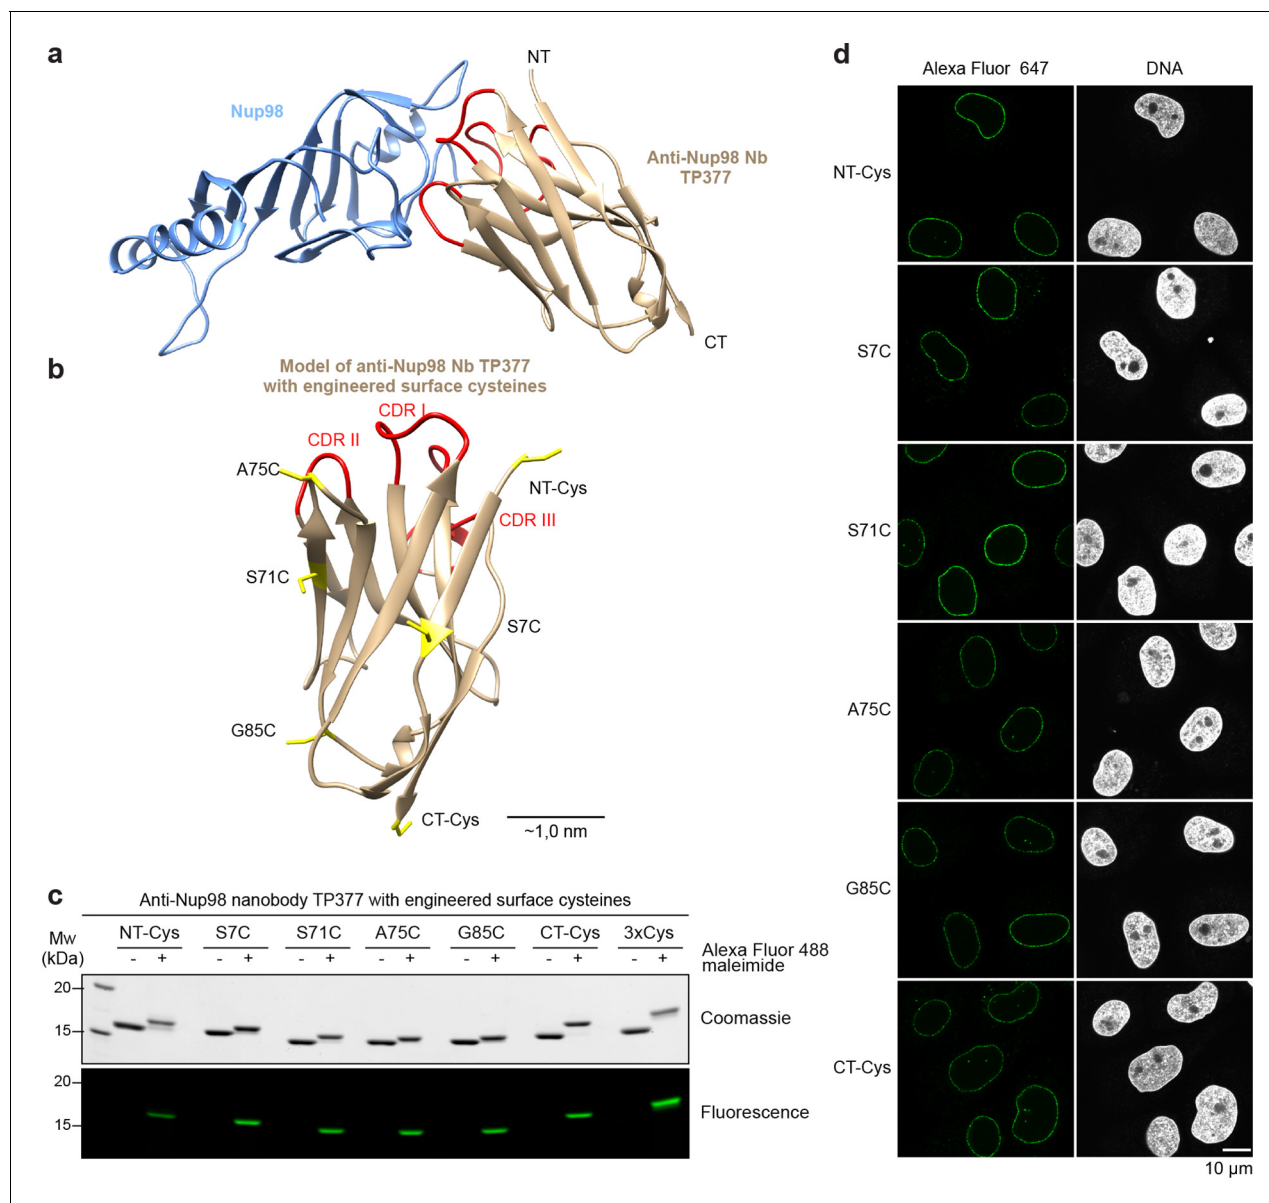 a
Nup98
NT
Anti-Nup98 Nb
TP377
CT
b
Model of anti-Nup98 Nb TP377
with engineered surface cysteines
CDR I
CDR II
A75C
NT-Cys
CDR III
S71C
S7C
G85C
CT-Cys
~1,0 nm
c
Anti-Nup98 nanobody TP377 with engineered surface cysteines
Mw
(kDa)
NT-Cys S7C S71C A75C G85C CT-Cys 3xCys
- + - + - + - + - + - + - +
Alexa Fluor 488
maleimide
20
15
Coomassie
20
15
Fluorescence
d
Alexa Fluor 647 DNA
NT-Cys
S7C
S71C
A75C
G85C
CT-Cys
10 µm